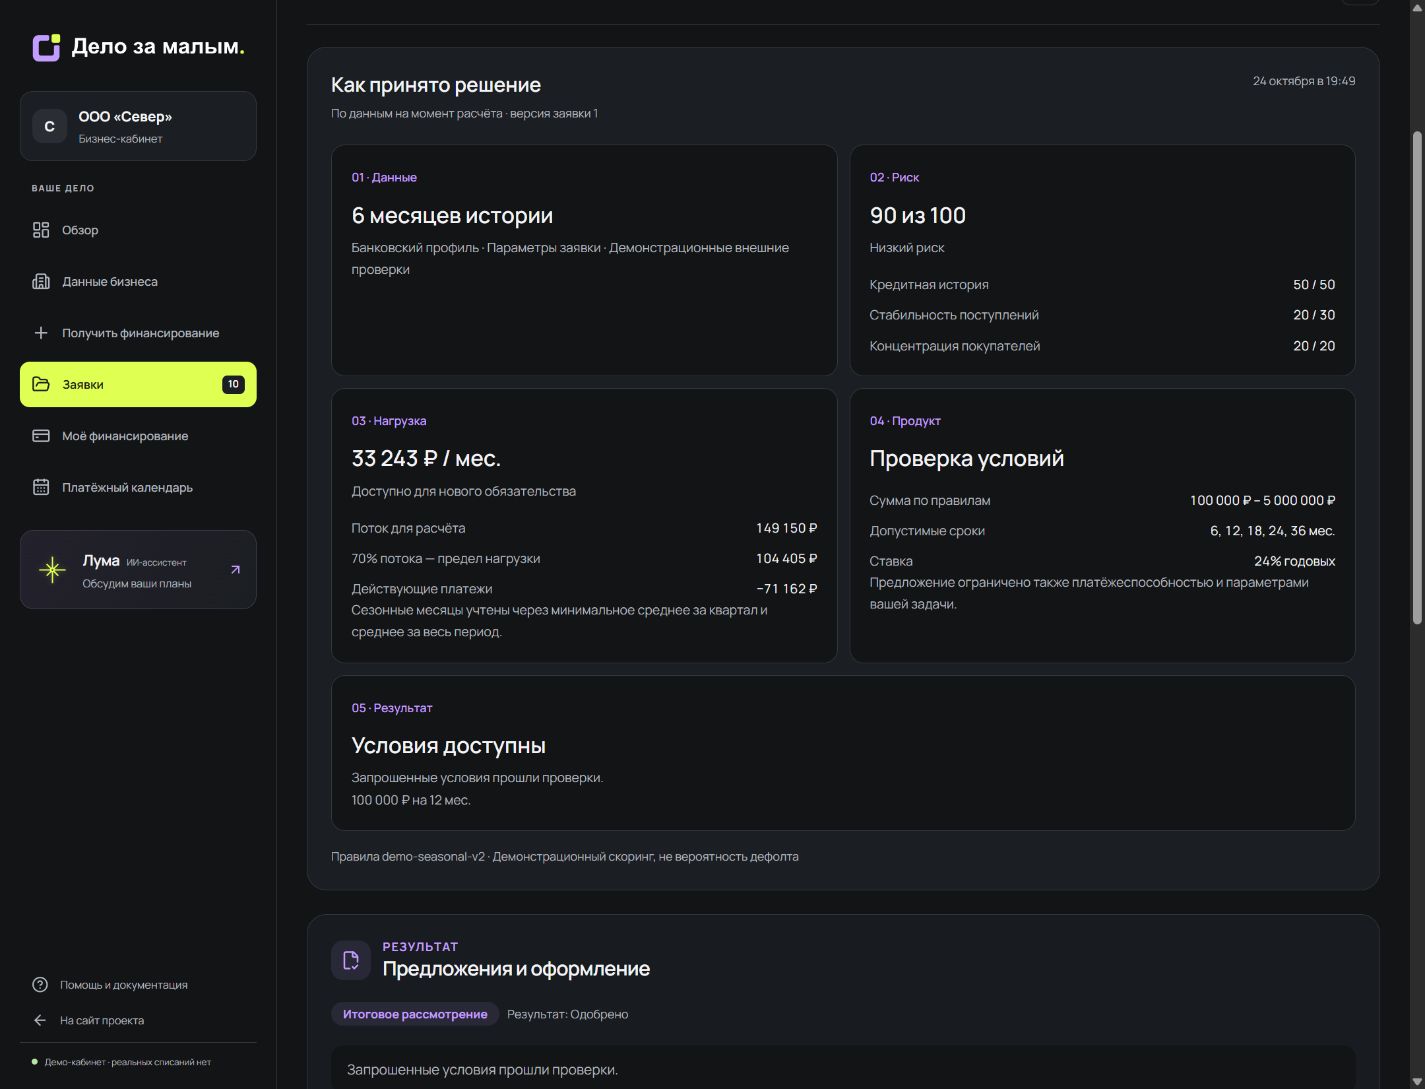 Дело за малым.
С
ООО «Север»
Бизнес-кабинет
ВАШЕ ДЕЛО
Обзор
Данные бизнеса
Получить финансирование
Заявки 10
Моё финансирование
Платёжный календарь
Лума ИИ-ассистент
Обсудим ваши планы
Помощь и документация
На сайт проекта
Демо-кабинет · реальных списаний нет
Как принято решение
24 октября в 19:49
По данным на момент расчёта · версия заявки 1
01 · Данные
6 месяцев истории
Банковский профиль · Параметры заявки · Демонстрационные внешние
проверки
02 · Риск
90 из 100
Низкий риск
Кредитная история 50 / 50
Стабильность поступлений 20 / 30
Концентрация покупателей 20 / 20
03 · Нагрузка
33 243 ₽ / мес.
Доступно для нового обязательства
Поток для расчёта 149 150 ₽
70% потока — предел нагрузки 104 405 ₽
Действующие платежи −71 162 ₽
Сезонные месяцы учтены через минимальное среднее за квартал и
среднее за весь период.
04 · Продукт
Проверка условий
Сумма по правилам 100 000 ₽ – 5 000 000 ₽
Допустимые сроки 6, 12, 18, 24, 36 мес.
Ставка 24% годовых
Предложение ограничено также платёжеспособностью и параметрами
вашей задачи.
05 · Результат
Условия доступны
Запрошенные условия прошли проверки.
100 000 ₽ на 12 мес.
Правила demo-seasonal-v2 · Демонстрационный скоринг, не вероятность дефолта
РЕЗУЛЬТАТ
Предложения и оформление
Итоговое рассмотрение Результат: Одобрено
Запрошенные условия прошли проверки.